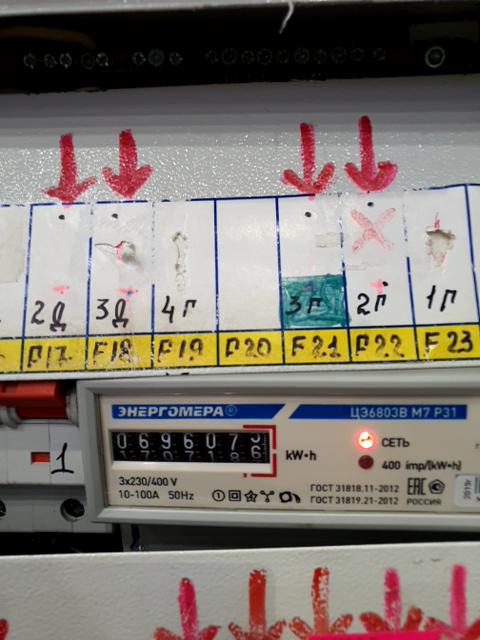 2Д 3Д 4Г 3Г 2Г 1Г
F17 F18 F19 F20 F21 F22 F23
ЭНЕРГОМЕРА® ЦЭ6803В М7 Р31
069607
kW•h
СЕТЬ
400 imp/(kW•h)
1
3x230/400 V
10-100A 50Hz
ГОСТ 31818.11-2012
ГОСТ 31819.21-2012
EAC
РОССИЯ
2019г